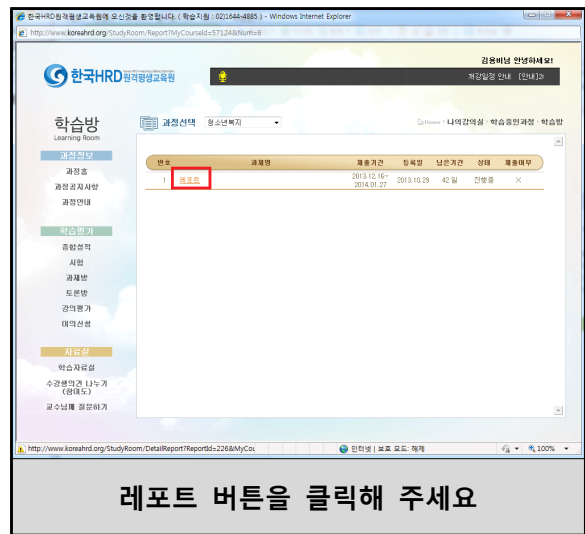 한국HRD원격평생교육원에 오신것을 환영합니다. ( 학습지원 : 02)1644-4885 ) - Windows Internet Explorer
http://www.koreahrd.org/StudyRoom/Report?MyCourseId=57124&Num=6
김용비님 안녕하세요!
한국HRD원격평생교육원
개강일정 안내 [안내]고
학습방
Learning Room
과정선택 청소년복지
Home > 나의강의실 > 학습중인과정 > 학습방
과정정보
과정홈
과정공지사항
과정안내
학습평가
종합성적
시험
과제방
토론방
강의평가
이의신청
자료실
학습자료실
수강생의견 나누기
(참여도)
교수님께 질문하기
번호 과제명 제출기간 등록일 남은기간 상태 제출여부
1 레포트 2013.12.16~ 2014.01.27 2013.10.29 42 일 진행중 ×
http://www.koreahrd.org/StudyRoom/DetailReport?ReportId=226&MyCou
인터넷 | 보호 모드: 해제
100%
레포트 버튼을 클릭해 주세요